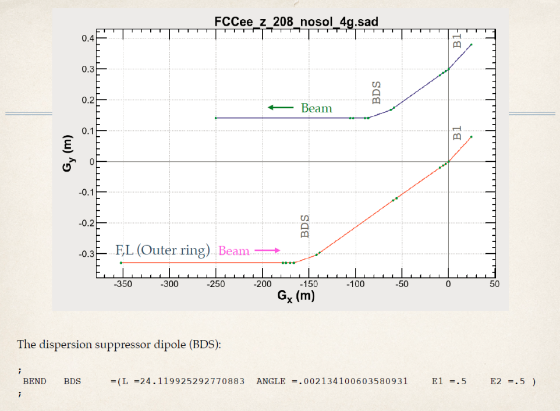 FCCee_z_208_nosol_4g.sad
0.4
0.3
0.2
0.1
0
-0.1
-0.2
-0.3
G_y (m)
B1
BDS
Beam
B1
BDS
F,L (Outer ring) Beam
-350 -300 -250 -200 -150 -100 -50 0 50
G_x (m)
The dispersion suppressor dipole (BDS):
;
BEND BDS =(L =24.119925292770883 ANGLE =.002134100603580931 E1 =.5 E2 =.5 )
;